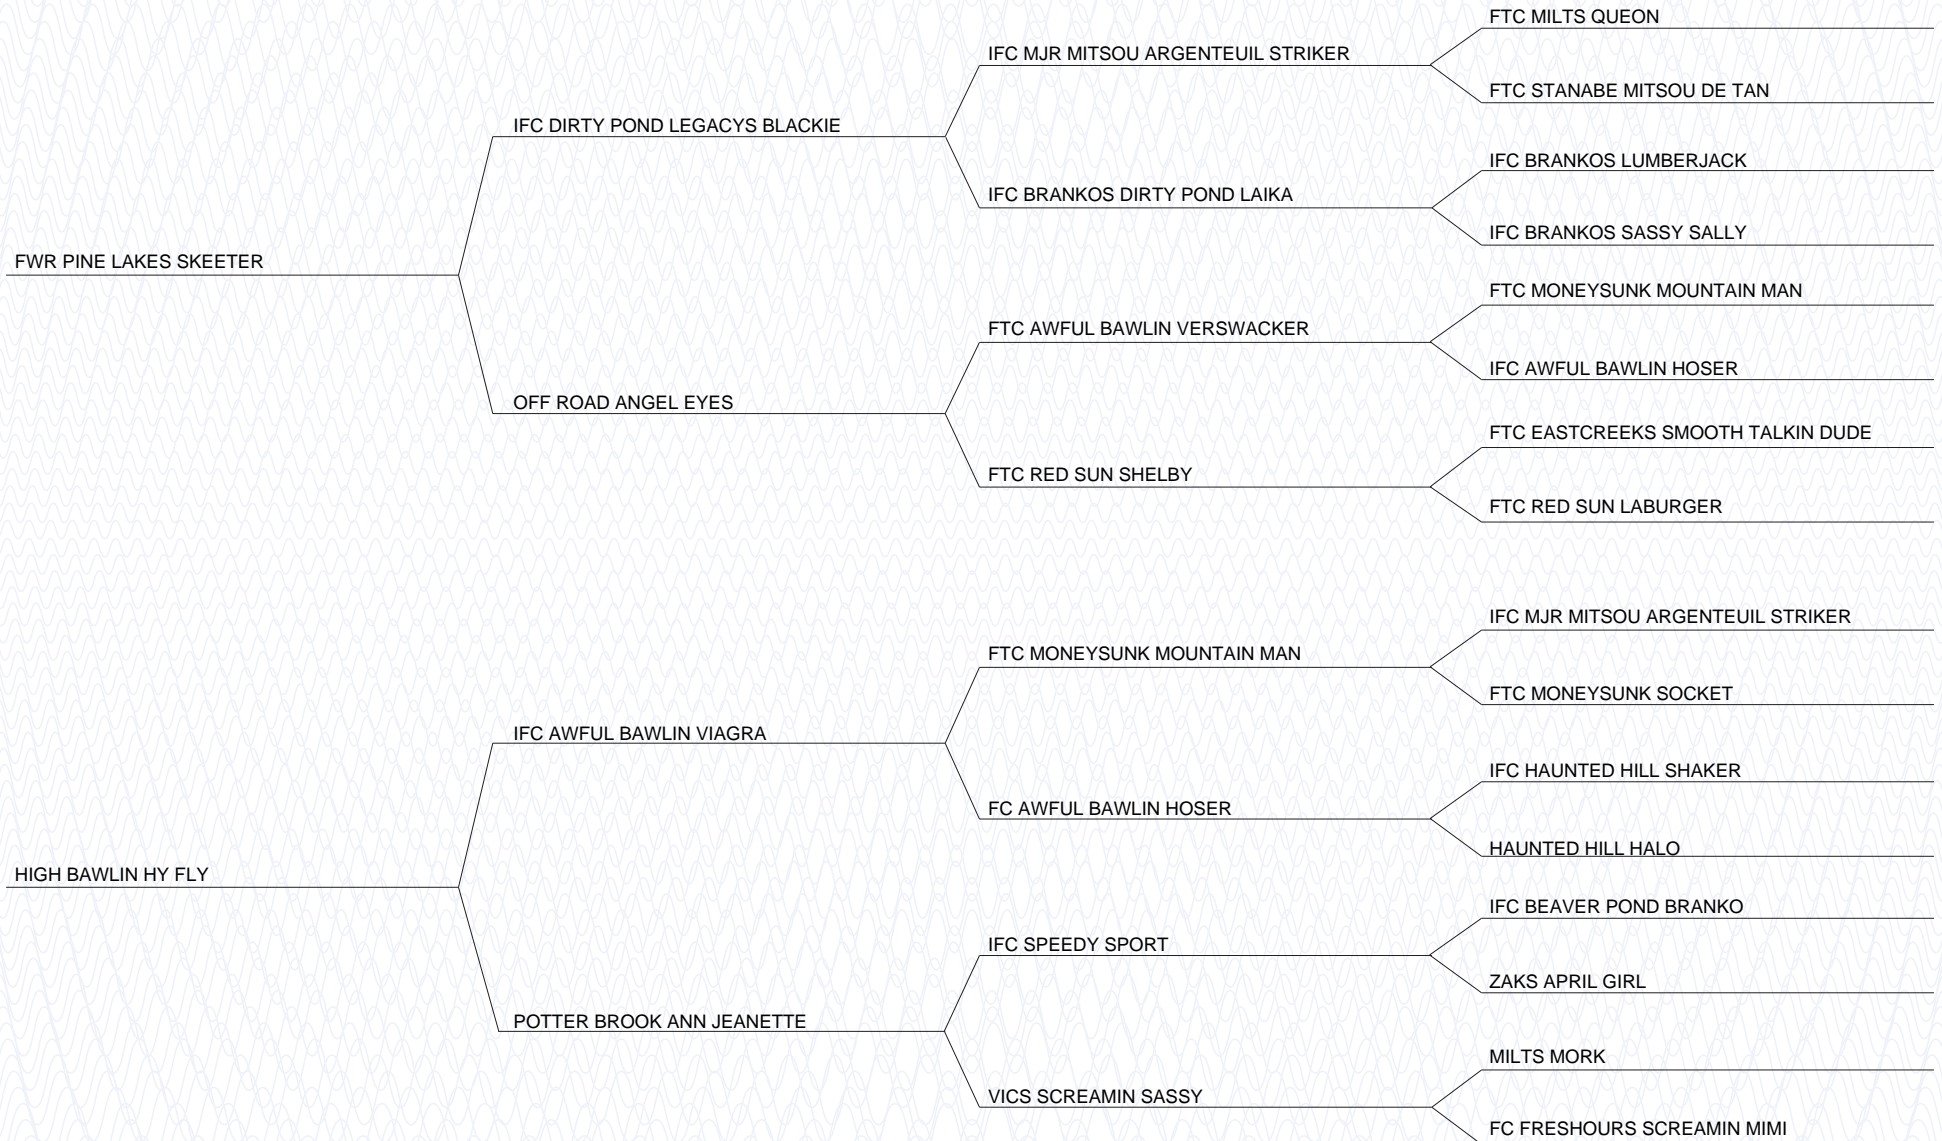 FTC MILTS QUEON
IFC MJR MITSOU ARGENTEUIL STRIKER
FTC STANABE MITSOU DE TAN
IFC DIRTY POND LEGACYS BLACKIE
IFC BRANKOS LUMBERJACK
IFC BRANKOS DIRTY POND LAIKA
IFC BRANKOS SASSY SALLY
FWR PINE LAKES SKEETER
FTC MONEYSUNK MOUNTAIN MAN
FTC AWFUL BAWLIN VERSWACKER
IFC AWFUL BAWLIN HOSER
OFF ROAD ANGEL EYES
FTC EASTCREEKS SMOOTH TALKIN DUDE
FTC RED SUN SHELBY
FTC RED SUN LABURGER
IFC MJR MITSOU ARGENTEUIL STRIKER
FTC MONEYSUNK MOUNTAIN MAN
FTC MONEYSUNK SOCKET
IFC AWFUL BAWLIN VIAGRA
IFC HAUNTED HILL SHAKER
FC AWFUL BAWLIN HOSER
HAUNTED HILL HALO
HIGH BAWLIN HY FLY
IFC BEAVER POND BRANKO
IFC SPEEDY SPORT
ZAKS APRIL GIRL
POTTER BROOK ANN JEANETTE
MILTS MORK
VICS SCREAMIN SASSY
FC FRESHOURS SCREAMIN MIMI